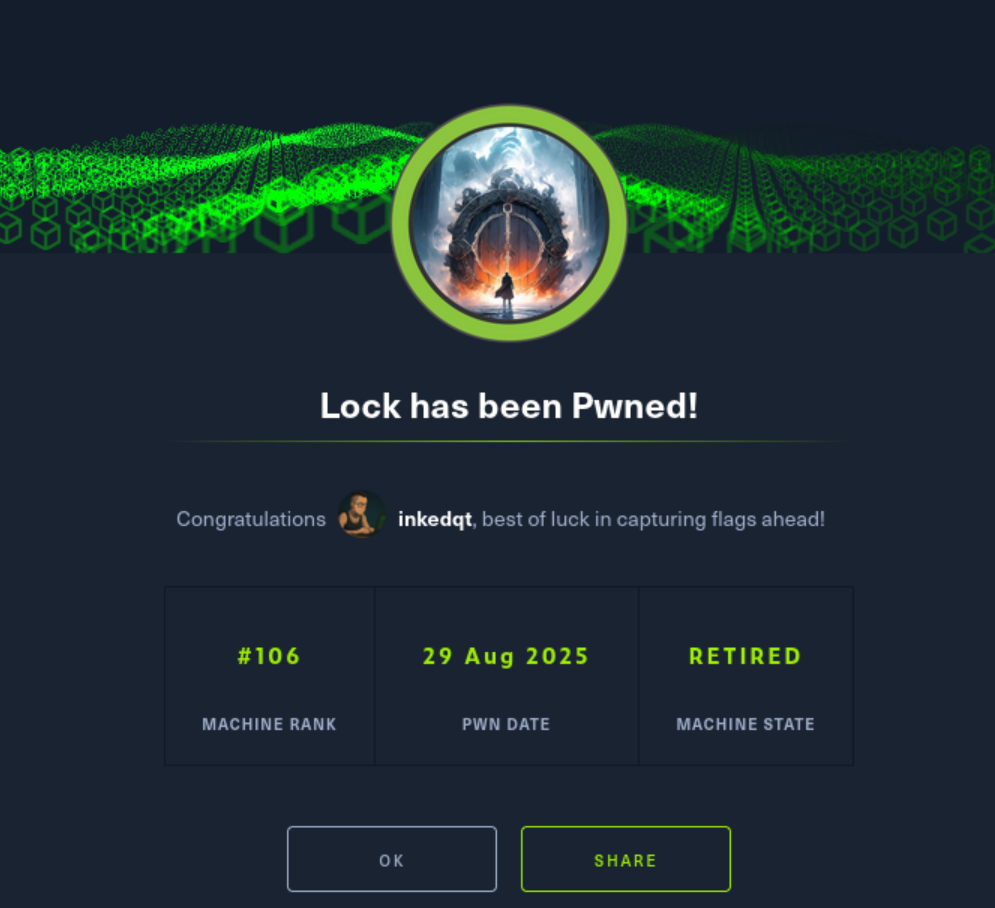 Lock has been Pwned!
Congratulations inkedqt, best of luck in capturing flags ahead!
#106 29 Aug 2025 RETIRED
MACHINE RANK PWN DATE MACHINE STATE
OK SHARE